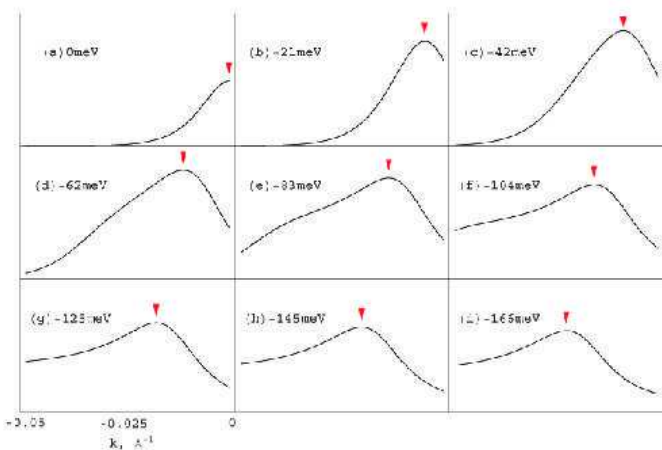 (a) 0meV
(b) -21meV
(c) -42meV
(d) -62meV
(e) -83meV
(f) -104meV
(g) -125meV
(h) -145meV
(i) -166meV
-0.05
-0.025
0
k, Å⁻¹